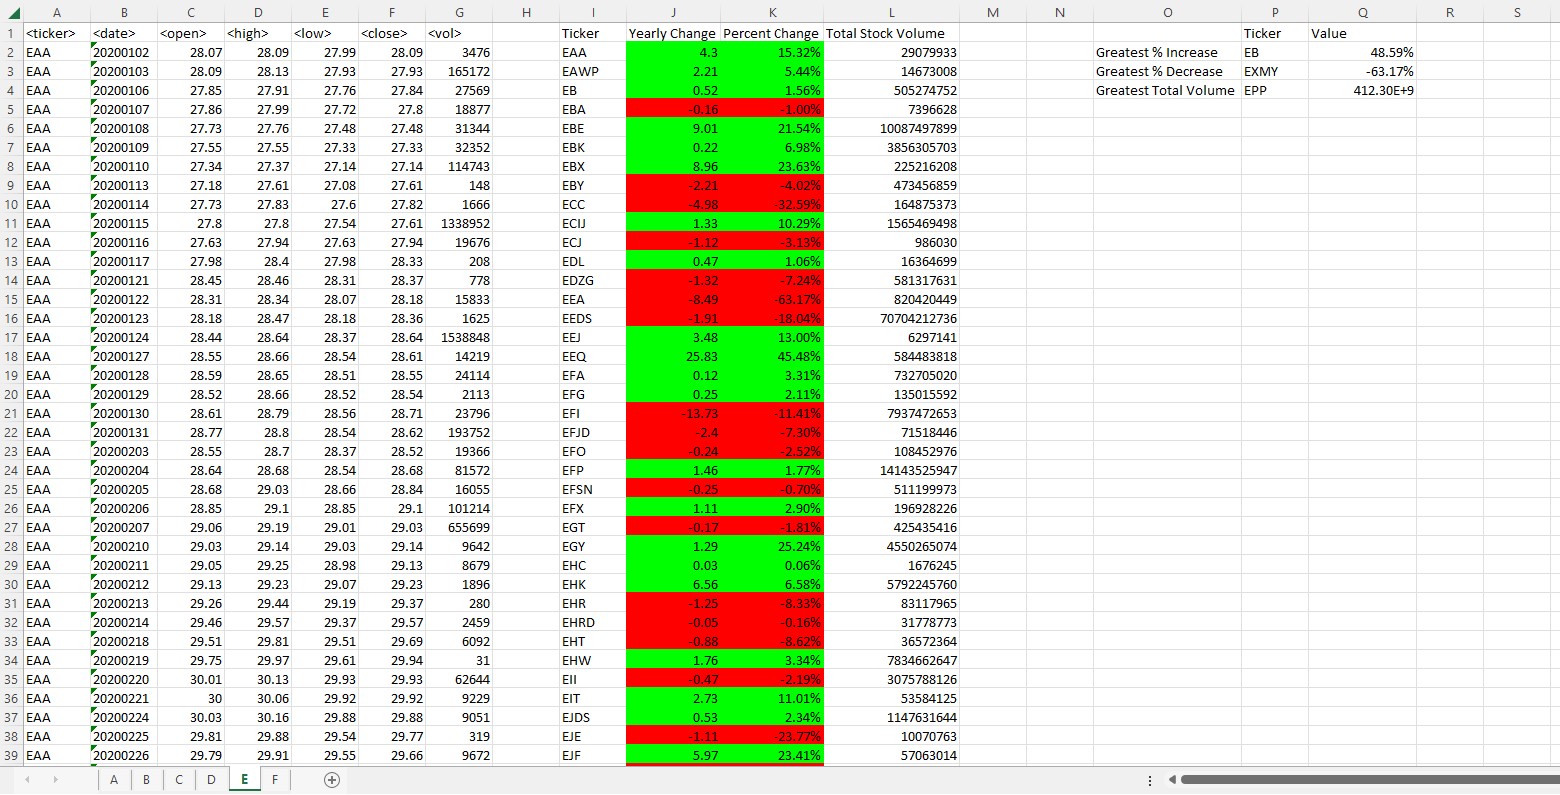 A B C D E F G H I J K L M N O P Q R S
1 <ticker> <date> <open> <high> <low> <close> <vol> Ticker Yearly Change Percent Change Total Stock Volume Ticker Value
2 EAA 20200102 28.07 28.09 27.99 28.09 3476 EAA 4.3 15.32% 29079933 Greatest % Increase EB 48.59%
3 EAA 20200103 28.09 28.13 27.93 27.93 165172 EAWP 2.21 5.44% 14673008 Greatest % Decrease EXMY -63.17%
4 EAA 20200106 27.85 27.91 27.76 27.84 27569 EB 0.52 1.56% 505274752 Greatest Total Volume EPP 412.30E+9
5 EAA 20200107 27.86 27.99 27.72 27.8 18877 EBA -0.16 -1.00% 7396628
6 EAA 20200108 27.73 27.76 27.48 27.48 31344 EBE 9.01 21.54% 10087497899
7 EAA 20200109 27.55 27.55 27.33 27.33 32352 EBK 0.22 6.98% 3856305703
8 EAA 20200110 27.34 27.37 27.14 27.14 114743 EBX 8.96 23.63% 225216208
9 EAA 20200113 27.18 27.61 27.08 27.61 148 EBY -2.21 -4.02% 473456859
10 EAA 20200114 27.73 27.83 27.6 27.82 1666 ECC -4.98 -32.59% 164875373
11 EAA 20200115 27.8 27.8 27.54 27.61 1338952 ECIJ 1.33 10.29% 1565469498
12 EAA 20200116 27.63 27.94 27.63 27.94 19676 ECJ -1.12 -3.13% 986030
13 EAA 20200117 27.98 28.4 27.98 28.33 208 EDL 0.47 1.06% 16364699
14 EAA 20200121 28.45 28.46 28.31 28.37 778 EDZG -1.32 -7.24% 581317631
15 EAA 20200122 28.31 28.34 28.07 28.18 15833 EEA -8.49 -63.17% 820420449
16 EAA 20200123 28.18 28.47 28.18 28.36 1625 EEDS -1.91 -18.04% 70704212736
17 EAA 20200124 28.44 28.64 28.37 28.64 1538848 EEJ 3.48 13.00% 6297141
18 EAA 20200127 28.55 28.66 28.54 28.61 14219 EEQ 25.83 45.48% 584483818
19 EAA 20200128 28.59 28.65 28.51 28.55 24114 EFA 0.12 3.31% 732705020
20 EAA 20200129 28.52 28.66 28.52 28.54 2113 EFG 0.25 2.11% 135015592
21 EAA 20200130 28.61 28.79 28.56 28.71 23796 EFI -13.73 -11.41% 7937472653
22 EAA 20200131 28.77 28.8 28.54 28.62 193752 EFJD -2.4 -7.30% 71518446
23 EAA 20200203 28.55 28.7 28.37 28.52 19366 EFO -0.24 -2.52% 108452976
24 EAA 20200204 28.64 28.68 28.54 28.68 81572 EFP 1.46 1.77% 14143525947
25 EAA 20200205 28.68 29.03 28.66 28.84 16055 EFSN -0.25 -0.70% 511199973
26 EAA 20200206 28.85 29.1 28.85 29.1 101214 EFX 1.11 2.90% 196928226
27 EAA 20200207 29.06 29.19 29.01 29.03 655699 EGT -0.17 -1.81% 425435416
28 EAA 20200210 29.03 29.14 29.03 29.14 9642 EGY 1.29 25.24% 4550265074
29 EAA 20200211 29.05 29.25 28.98 29.13 8679 EHC 0.03 0.06% 1676245
30 EAA 20200212 29.13 29.23 29.07 29.23 1896 EHK 6.56 6.58% 5792245760
31 EAA 20200213 29.26 29.44 29.19 29.37 280 EHR -1.25 -8.33% 83117965
32 EAA 20200214 29.46 29.57 29.37 29.57 2459 EHRD -0.05 -0.16% 31778773
33 EAA 20200218 29.51 29.81 29.51 29.69 6092 EHT -0.88 -8.62% 36572364
34 EAA 20200219 29.75 29.97 29.61 29.94 31 EHW 1.76 3.34% 7834662647
35 EAA 20200220 30.01 30.13 29.93 29.93 62644 EII -0.47 -2.19% 3075788126
36 EAA 20200221 30 30.06 29.92 29.92 9229 EIT 2.73 11.01% 53584125
37 EAA 20200224 30.03 30.16 29.88 29.88 9051 EJDS 0.53 2.34% 1147631644
38 EAA 20200225 29.81 29.88 29.54 29.77 319 EJE -1.11 -23.77% 10070763
39 EAA 20200226 29.79 29.91 29.55 29.66 9672 EJF 5.97 23.41% 57063014
A B C D E F